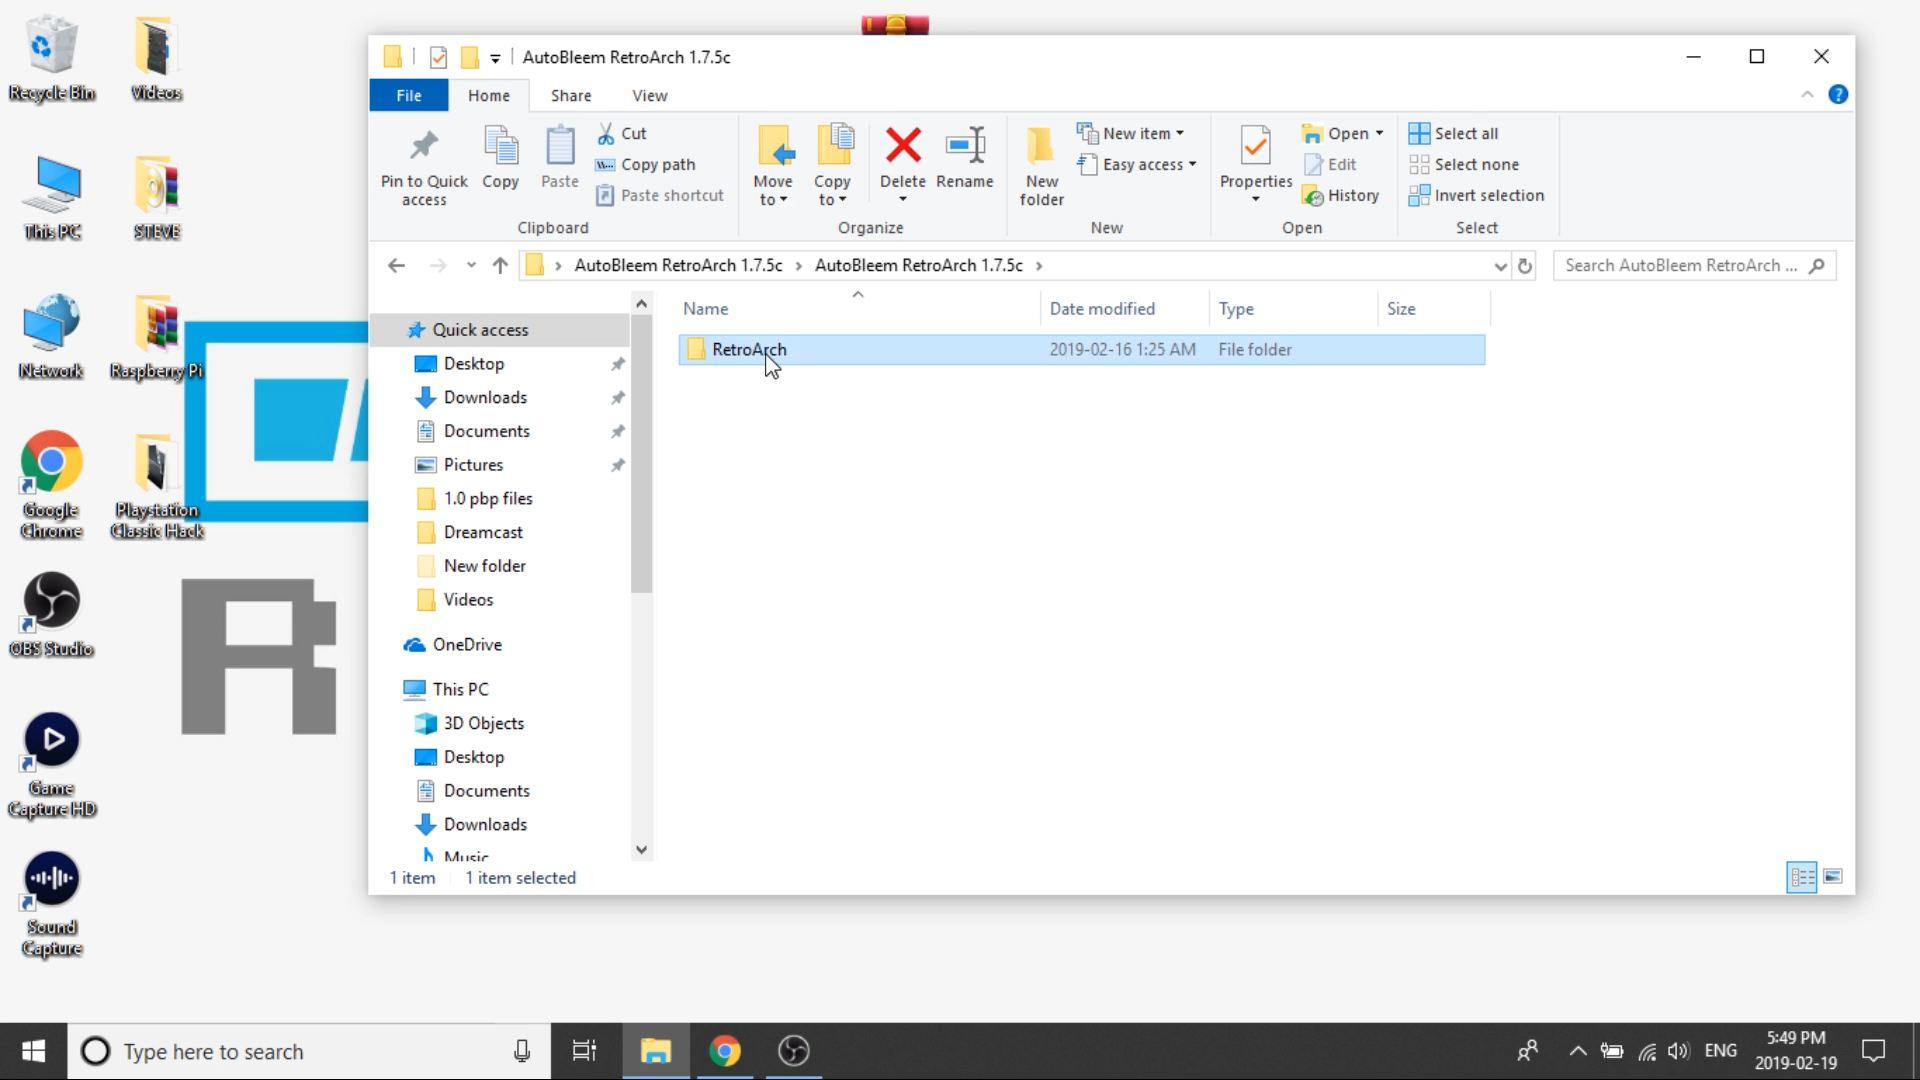 Recycle Bin
Videos
This PC
STEVE
Network
Raspberry Pi
Google Chrome
Playstation Classic Hack
OBS Studio
Game Capture HD
Sound Capture
R
AutoBleem RetroArch 1.7.5c
File Home Share View
Pin to Quick access
Copy
Paste
Cut
Copy path
Paste shortcut
Clipboard
Move to
Copy to
Delete
Rename
Organize
New folder
New item
Easy access
New
Properties
Open
Edit
History
Open
Select all
Select none
Invert selection
Select
AutoBleem RetroArch 1.7.5c > AutoBleem RetroArch 1.7.5c >
Search AutoBleem RetroArch ...
Name Date modified Type Size
RetroArch 2019-02-16 1:25 AM File folder
Quick access
Desktop
Downloads
Documents
Pictures
1.0 pbp files
Dreamcast
New folder
Videos
OneDrive
This PC
3D Objects
Desktop
Documents
Downloads
Music
1 item 1 item selected
Type here to search
ENG
5:49 PM
2019-02-19